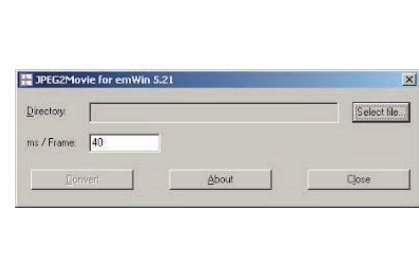 JPEG2Movie for emWin 5.21
Directory:
Select file...
ms / Frame: 40
Convert About Close